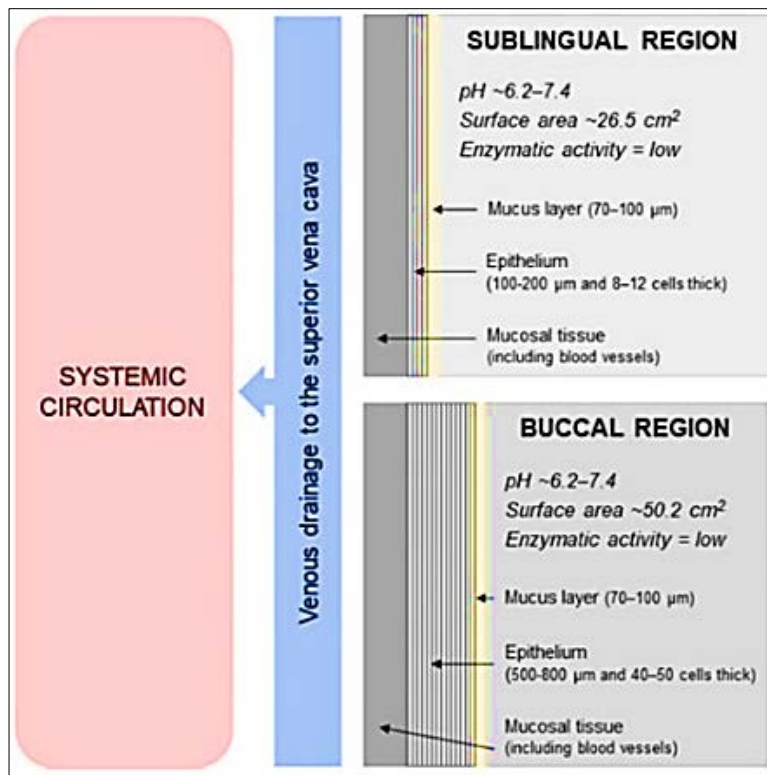 SYSTEMIC
CIRCULATION
Venous drainage to the superior vena cava
SUBLINGUAL REGION
pH ~6.2–7.4
Surface area ~26.5 cm²
Enzymatic activity = low
Mucus layer (70–100 µm)
Epithelium
(100-200 µm and 8–12 cells thick)
Mucosal tissue
(including blood vessels)
BUCCAL REGION
pH ~6.2–7.4
Surface area ~50.2 cm²
Enzymatic activity = low
Mucus layer (70–100 µm)
Epithelium
(500-800 µm and 40–50 cells thick)
Mucosal tissue
(including blood vessels)